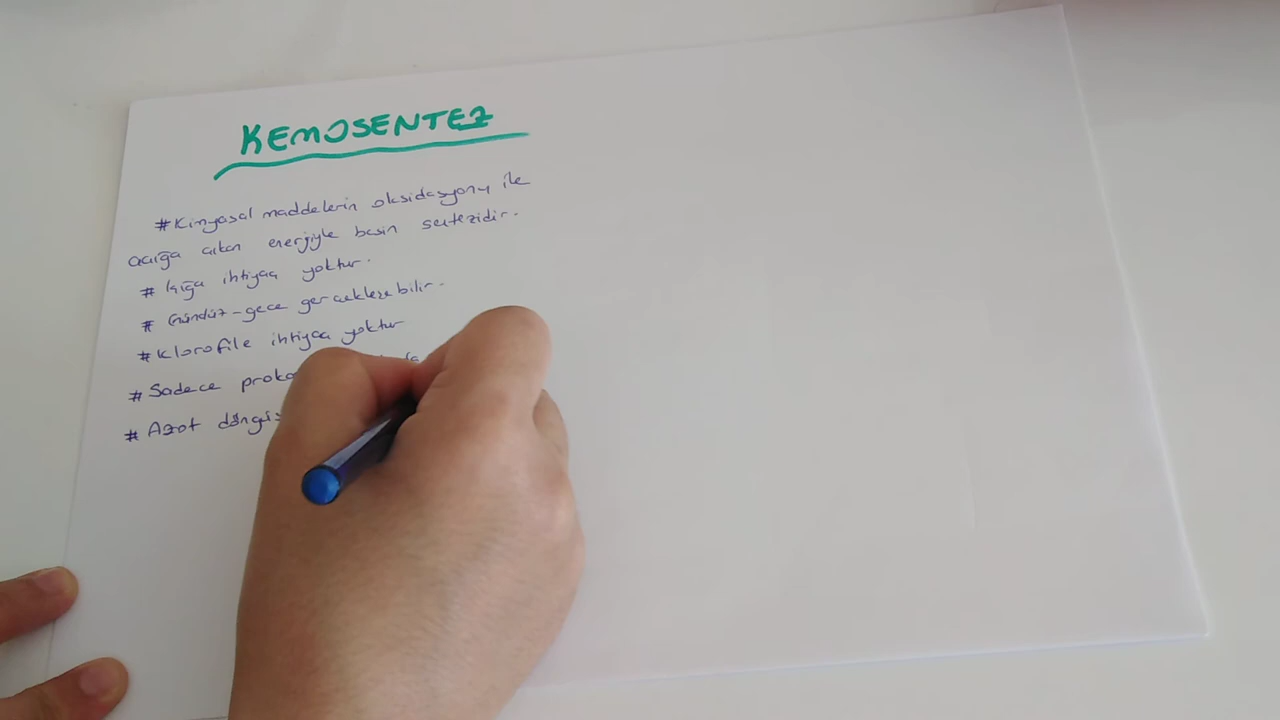 KEMOSENTEZ
#Kimyasal maddelerin oksidasyonu ile
açığa çıkan enerjiyle besin sentezidir.
# Işığa ihtiyaç yoktur.
# Gündüz-gece gerçekleşebilir.
#Klorofile ihtiyaç yoktur
#Sadece
# Azot